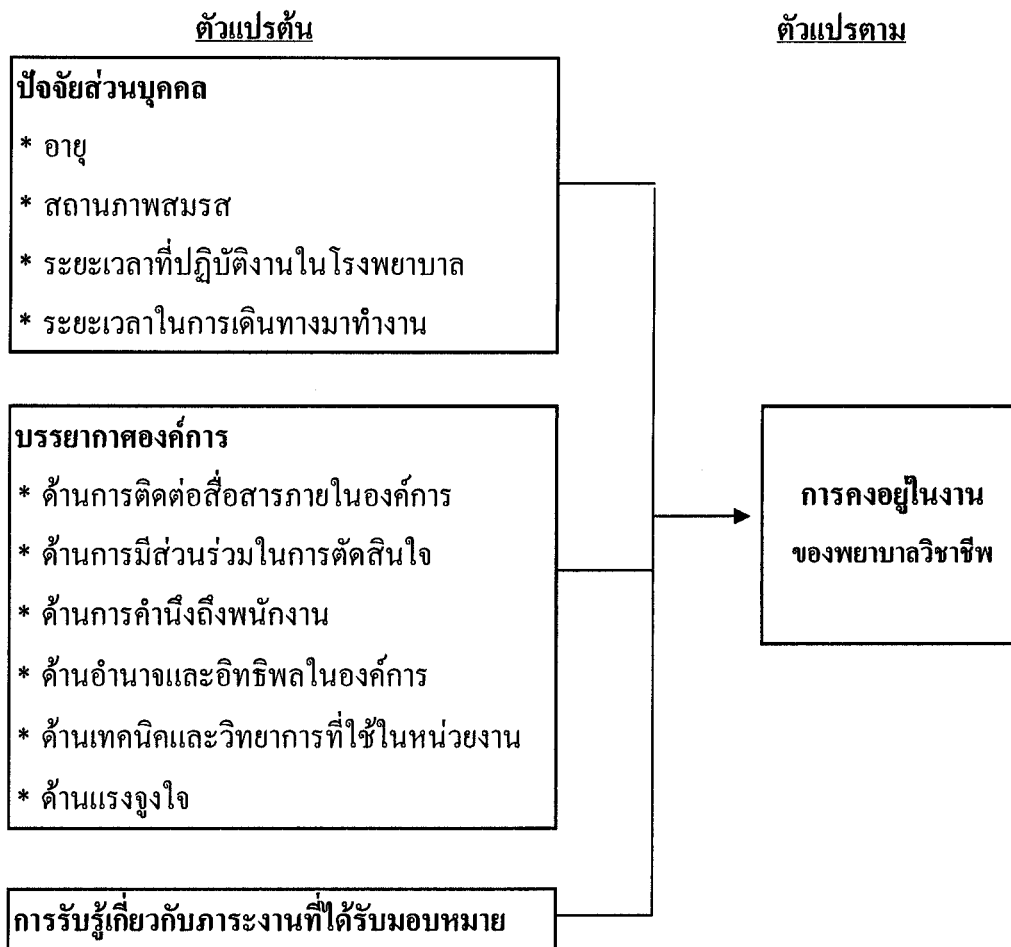 ตัวแปรต้น
ตัวแปรตาม
ปัจจัยส่วนบุคคล
* อายุ
* สถานภาพสมรส
* ระยะเวลาที่ปฏิบัติงานในโรงพยาบาล
* ระยะเวลาในการเดินทางมาทำงาน
บรรยากาศองค์การ
* ด้านการติดต่อสื่อสารภายในองค์การ
* ด้านการมีส่วนร่วมในการตัดสินใจ
* ด้านการคำนึงถึงพนักงาน
* ด้านอำนาจและอิทธิพลในองค์การ
* ด้านเทคนิคและวิทยาการที่ใช้ในหน่วยงาน
* ด้านแรงจูงใจ
การรับรู้เกี่ยวกับภาระงานที่ได้รับมอบหมาย
การคงอยู่ในงาน
ของพยาบาลวิชาชีพ